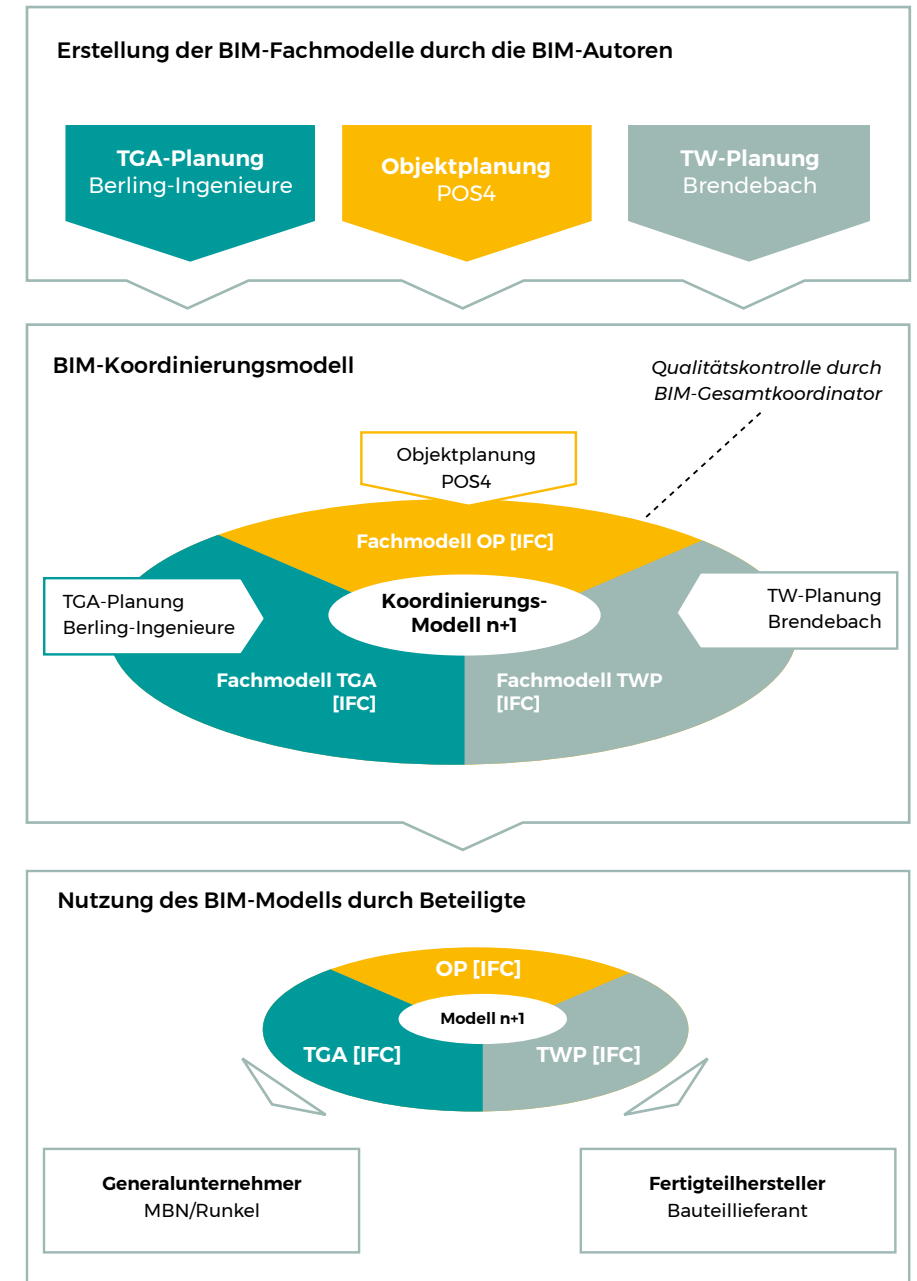 Erstellung der BIM-Fachmodelle durch die BIM-Autoren
TGA-Planung
Berling-Ingenieure
Objektplanung
POS4
TW-Planung
Brendebach
BIM-Koordinierungsmodell
Qualitätskontrolle durch
BIM-Gesamtkoordinator
Objektplanung
POS4
Fachmodell OP [IFC]
TGA-Planung
Berling-Ingenieure
Koordinierungs-
Modell n+1
TW-Planung
Brendebach
Fachmodell TGA
[IFC]
Fachmodell TWP
[IFC]
Nutzung des BIM-Modells durch Beteiligte
OP [IFC]
Modell n+1
TGA [IFC]
TWP [IFC]
Generalunternehmer
MBN/Runkel
Fertigteilhersteller
Bauteillieferant